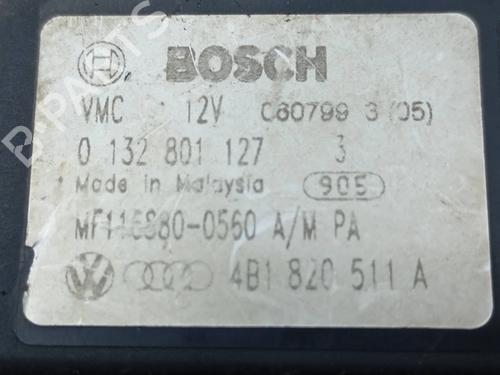 BOSCH
VMC 12V 060799 3 (05)
0 132 801 127 3
Made in Malaysia 905
MF116880-0560 A/M PA
4B1 820 511 A
B-PARTS